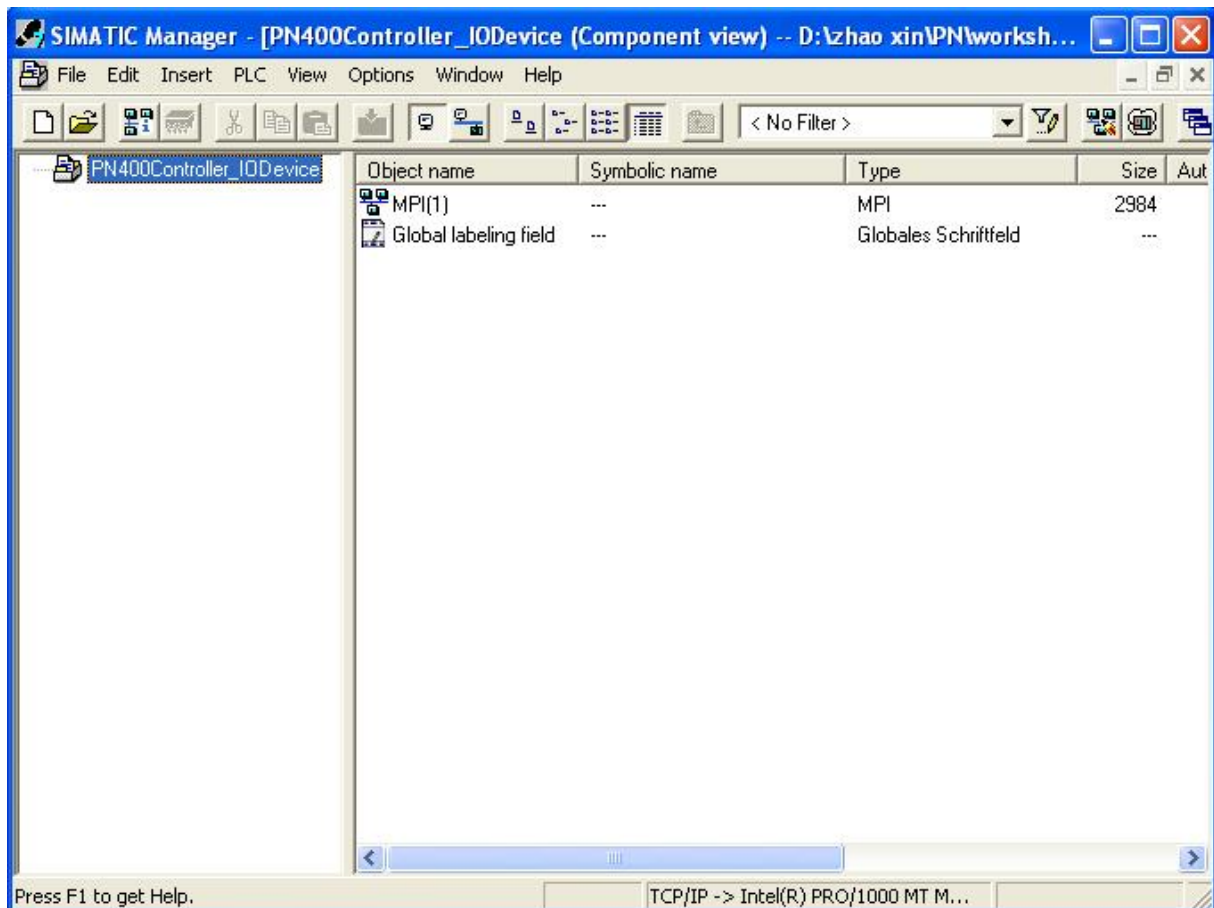 SIMATIC Manager - [PN400Controller_IODevice (Component view) -- D:\zhao xin\PN\worksh...
File Edit Insert PLC View Options Window Help
< No Filter >
PN400Controller_IODevice
Object name Symbolic name Type Size Aut
MPI(1) --- MPI 2984
Global labeling field --- Globales Schriftfeld ---
Press F1 to get Help. TCP/IP -> Intel(R) PRO/1000 MT M...